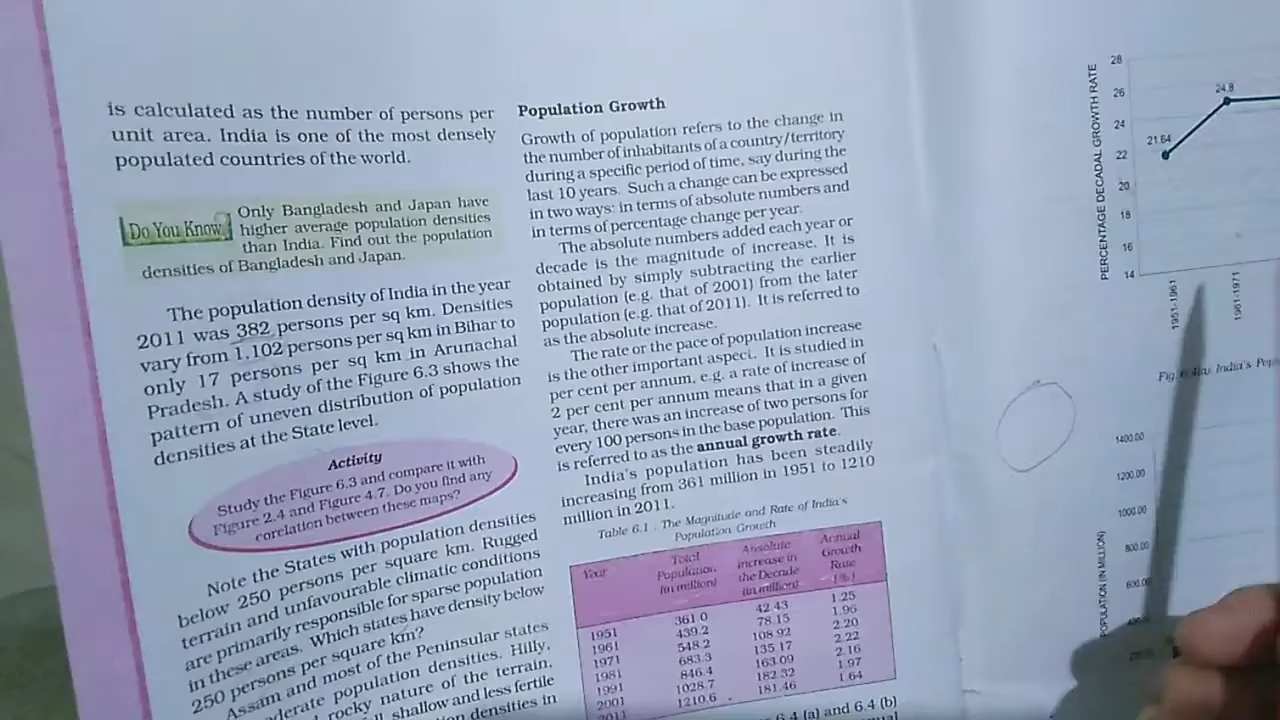 is calculated as the number of persons per
unit area. India is one of the most densely
populated countries of the world.
Do You Know
Only Bangladesh and Japan have
higher average population densities
than India. Find out the population
densities of Bangladesh and Japan.
The population density of India in the year
2011 was 382 persons per sq km. Densities
vary from 1,102 persons per sq km in Bihar to
only 17 persons per sq km in Arunachal
Pradesh. A study of the Figure 6.3 shows the
pattern of uneven distribution of population
densities at the State level.
Activity
Study the Figure 6.3 and compare it with
Figure 2.4 and Figure 4.7. Do you find any
corelation between these maps?
Note the States with population densities
below 250 persons per square km. Rugged
terrain and unfavourable climatic conditions
are primarily responsible for sparse population
in these areas. Which states have density below
250 persons per square km?
Assam and most of the Peninsular states
derate population densities. Hilly,
rocky nature of the terrain,
shallow and less fertile
densities in
Population Growth
Growth of population refers to the change in
the number of inhabitants of a country/territory
during a specific period of time, say during the
last 10 years. Such a change can be expressed
in two ways: in terms of absolute numbers and
in terms of percentage change per year.
The absolute numbers added each year or
decade is the magnitude of increase. It is
obtained by simply subtracting the earlier
population (e.g. that of 2001) from the later
population (e.g. that of 2011). It is referred to
as the absolute increase.
The rate or the pace of population increase
is the other important aspect. It is studied in
per cent per annum, e.g. a rate of increase of
2 per cent per annum means that in a given
year, there was an increase of two persons for
every 100 persons in the base population. This
is referred to as the annual growth rate.
India's population has been steadily
increasing from 361 million in 1951 to 1210
million in 2011.
Table 6.1 : The Magnitude and Rate of India's
Population Growth
Year Total Population (in million) Absolute increase in the Decade (in million) Annual Growth Rate (%)
1951 361.0 42.43 1.25
1961 439.2 78.15 1.96
1971 548.2 108.92 2.20
1981 683.3 135.17 2.22
1991 846.4 163.09 2.16
2001 1028.7 182.32 1.97
2011 1210.6 181.46 1.64
6.4 (a) and 6.4 (b)
PERCENTAGE DECADAL GROWTH RATE
28
26
24
22
20
18
16
14
21.64
24.8
1951-1961
1961-1971
India's Pop
POPULATION (IN MILLION)
1400.00
1200.00
1000.00
800.00
600.00